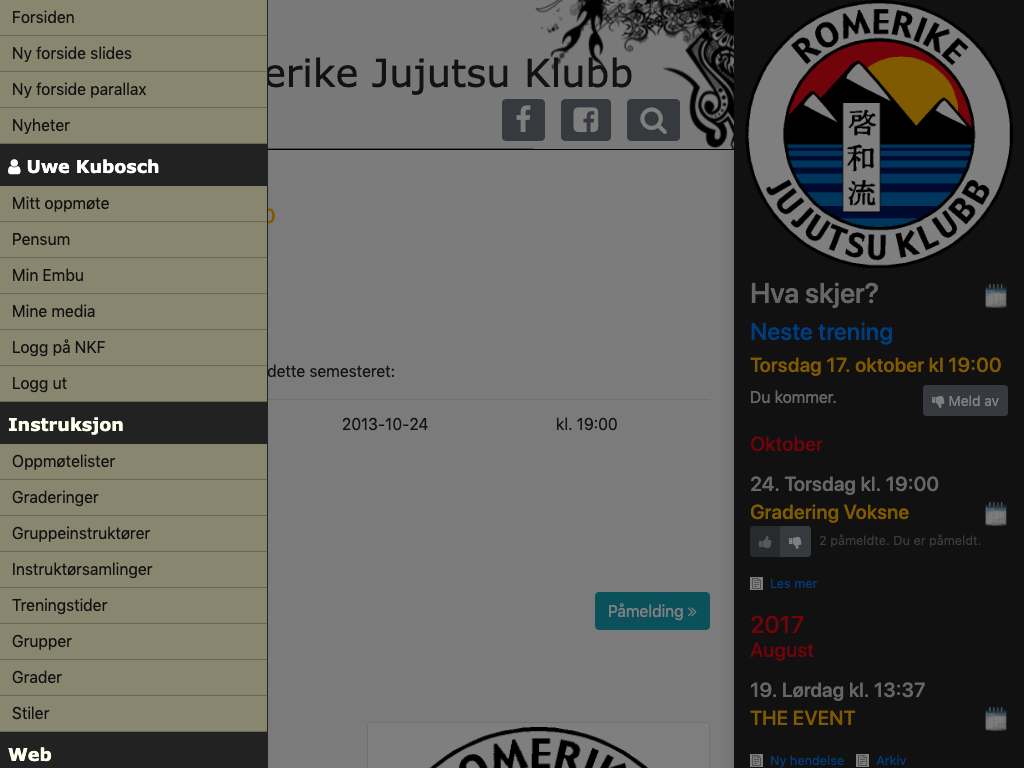 Forsiden
Ny forside slides
Ny forside parallax
Nyheter
Uwe Kubosch
Mitt oppmøte
Pensum
Min Embu
Mine media
Logg på NKF
Logg ut
Instruksjon
Oppmøtelister
Graderinger
Gruppeinstruktører
Instruktørsamlinger
Treningstider
Grupper
Grader
Stiler
Web
erike Jujutsu Klubb
dette semesteret:
2013-10-24 kl. 19:00
Påmelding »
ROMERIKE
ROMERIKE
啓和流
JUJUTSU KLUBB
Hva skjer?
Neste trening
Torsdag 17. oktober kl 19:00
Du kommer.
Meld av
Oktober
24. Torsdag kl. 19:00
Gradering Voksne
2 påmeldte. Du er påmeldt.
Les mer
2017
August
19. Lørdag kl. 13:37
THE EVENT
Ny hendelse Arkiv